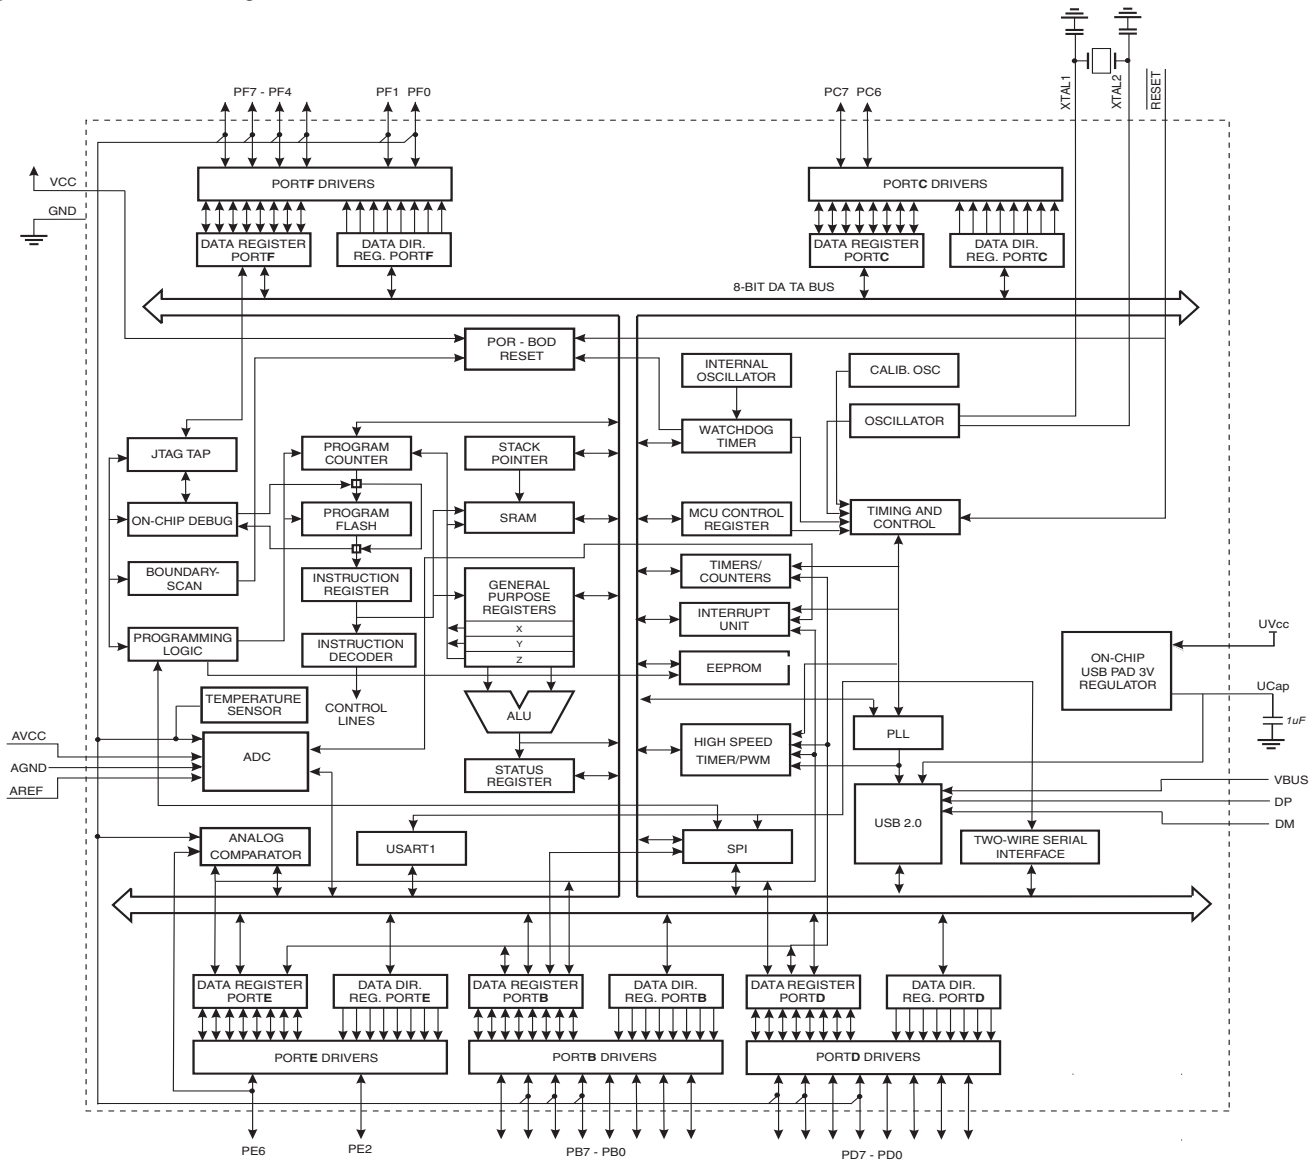 XTAL1
XTAL2
RESET
PF7 - PF4
PF1
PF0
PC7
PC6
VCC
GND
PORTF DRIVERS
PORTC DRIVERS
DATA REGISTER
PORTF
DATA DIR.
REG. PORTF
DATA REGISTER
PORTC
DATA DIR.
REG. PORTC
8-BIT DA TA BUS
POR - BOD
RESET
INTERNAL
OSCILLATOR
CALIB. OSC
WATCHDOG
TIMER
OSCILLATOR
JTAG TAP
PROGRAM
COUNTER
STACK
POINTER
ON-CHIP DEBUG
PROGRAM
FLASH
SRAM
MCU CONTROL
REGISTER
TIMING AND
CONTROL
BOUNDARY-
SCAN
INSTRUCTION
REGISTER
GENERAL
PURPOSE
REGISTERS
X
Y
Z
TIMERS/
COUNTERS
INTERRUPT
UNIT
PROGRAMMING
LOGIC
INSTRUCTION
DECODER
EEPROM
ON-CHIP
USB PAD 3V
REGULATOR
UVcc
UCap
1uF
TEMPERATURE
SENSOR
CONTROL
LINES
ALU
PLL
AVCC
AGND
AREF
ADC
STATUS
REGISTER
HIGH SPEED
TIMER/PWM
VBUS
DP
DM
ANALOG
COMPARATOR
USART1
SPI
USB 2.0
TWO-WIRE SERIAL
INTERFACE
DATA REGISTER
PORTE
DATA DIR.
REG. PORTE
DATA REGISTER
PORTB
DATA DIR.
REG. PORTB
DATA REGISTER
PORTD
DATA DIR.
REG. PORTD
PORTE DRIVERS
PORTB DRIVERS
PORTD DRIVERS
PE6
PE2
PB7 - PB0
PD7 - PD0